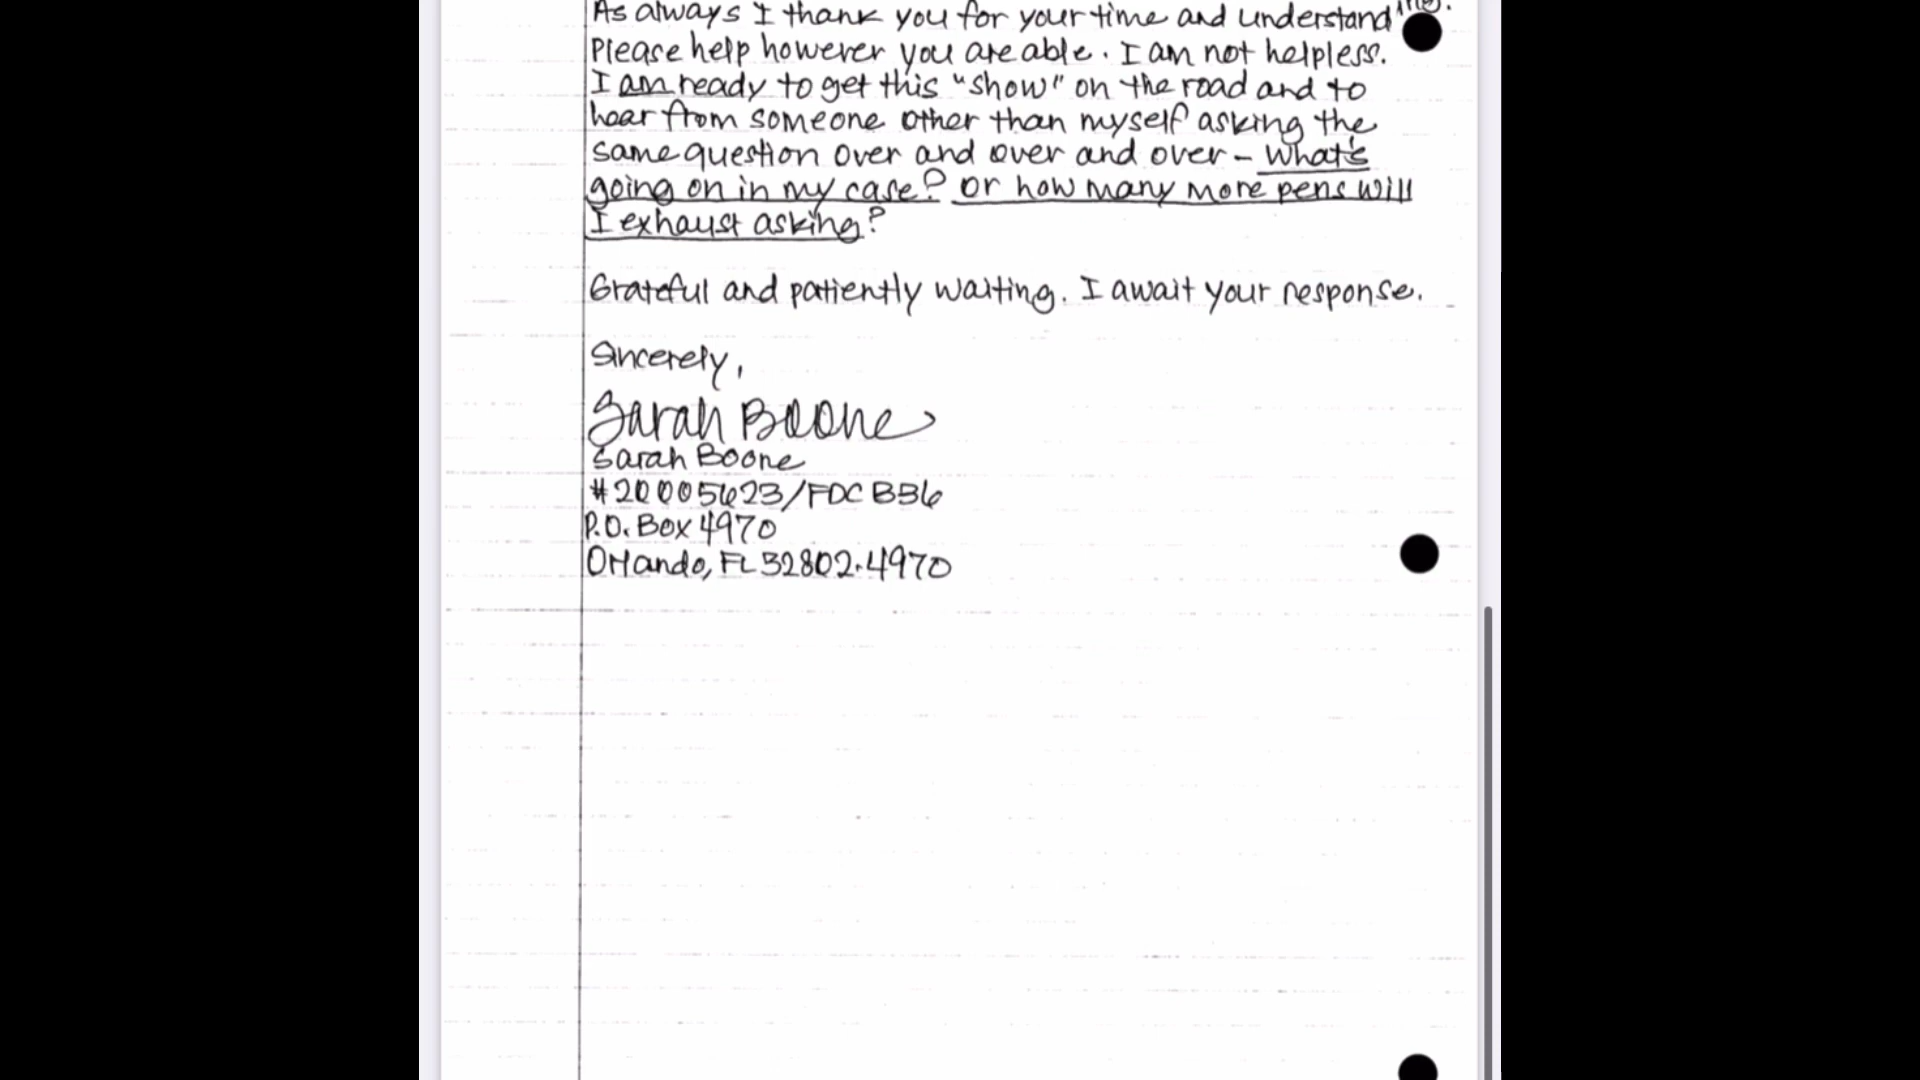 As always I thank you for your time and understanding.
Please help however you are able. I am not helpless.
I am ready to get this "show" on the road and to
hear from someone other than myself asking the
same question over and over and over - What's
going on in my case? or how many more pens will
I exhaust asking?
Grateful and patiently waiting. I await your response.
Sincerely,
Sarah Boone
Sarah Boone
#20005623/FDC B36
P.O. Box 4970
Orlando, FL 32802-4970